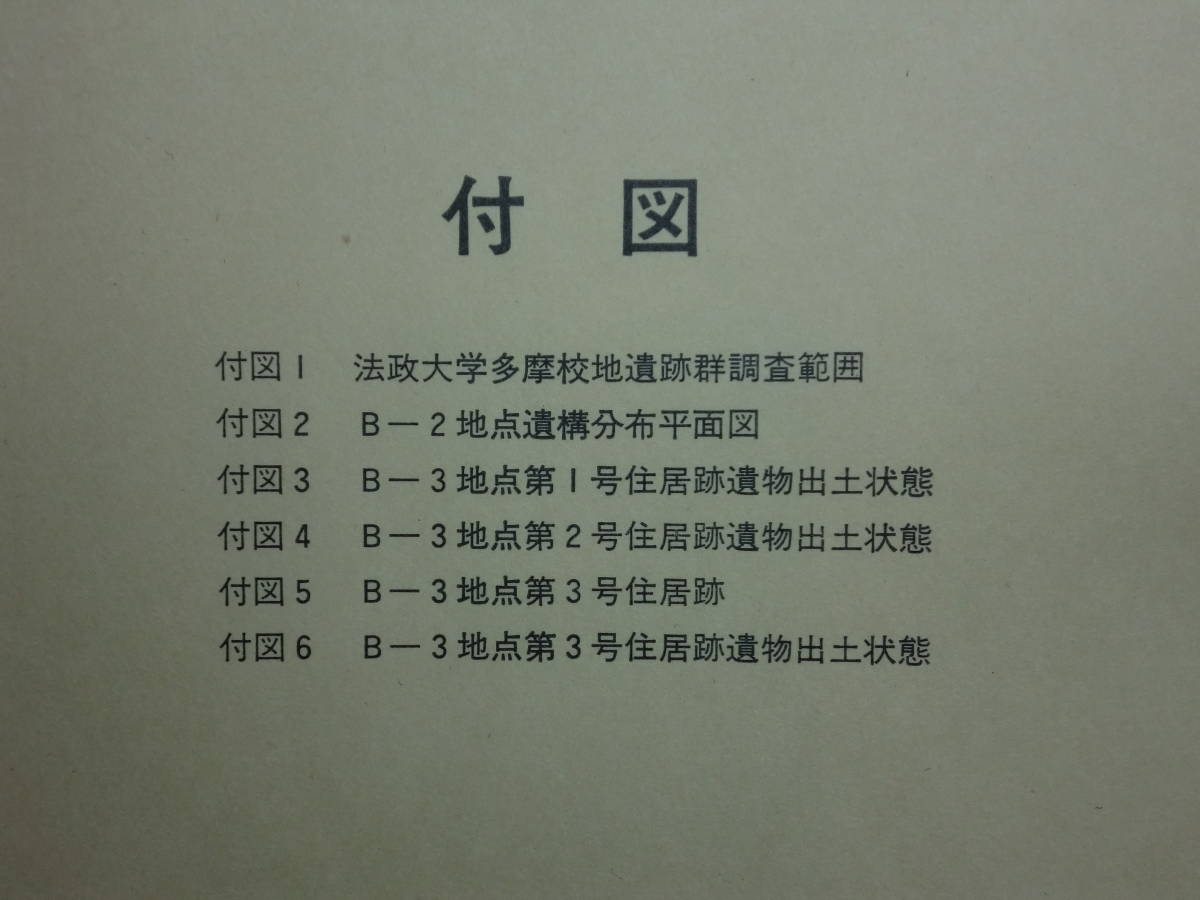 付　図
付図1　法政大学多摩校地遺跡群調査範囲
付図2　B－2地点遺構分布平面図
付図3　B－3地点第1号住居跡遺物出土状態
付図4　B－3地点第2号住居跡遺物出土状態
付図5　B－3地点第3号住居跡
付図6　B－3地点第3号住居跡遺物出土状態